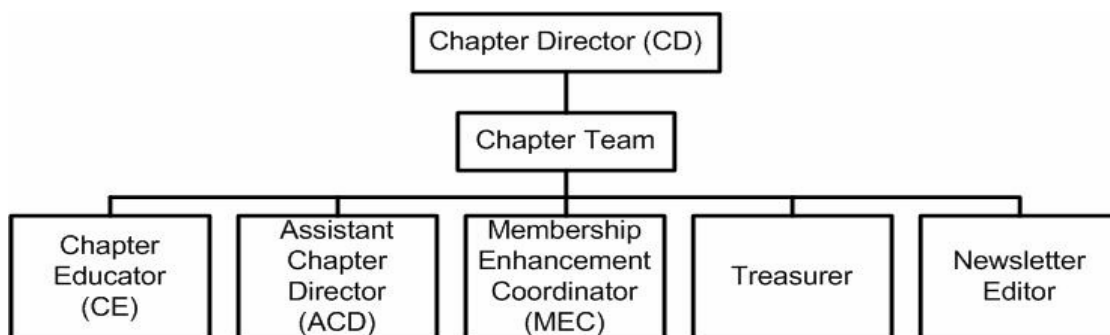 Chapter Director (CD)
Chapter Team
Chapter
Educator
(CE)
Assistant
Chapter
Director
(ACD)
Membership
Enhancement
Coordinator
(MEC)
Treasurer
Newsletter
Editor